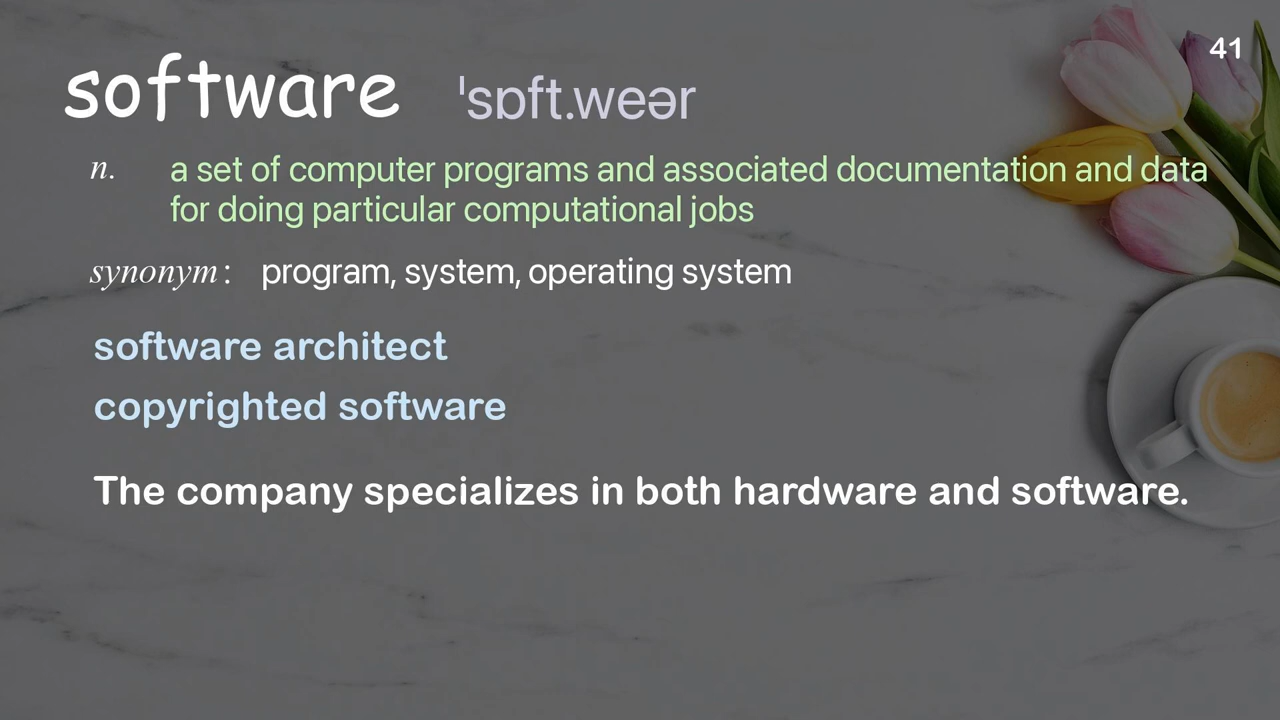 41
software ˈsɒft.weər
n. a set of computer programs and associated documentation and data
for doing particular computational jobs
synonym: program, system, operating system
software architect
copyrighted software
The company specializes in both hardware and software.